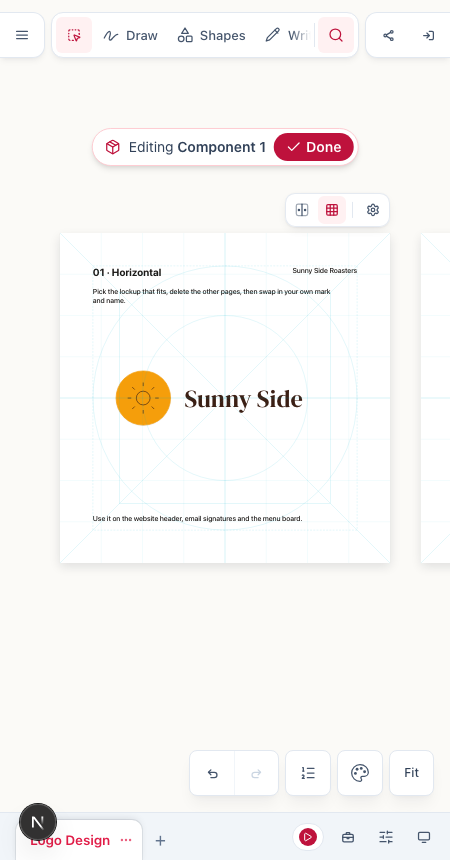 Draw
Shapes
Editing Component 1
Done
01 · Horizontal
Sunny Side Roasters
Pick the lockup that fits, delete the other pages, then swap in your own mark
and name.
Sunny Side
Use it on the website header, email signatures and the menu board.
Fit
N
Logo Design